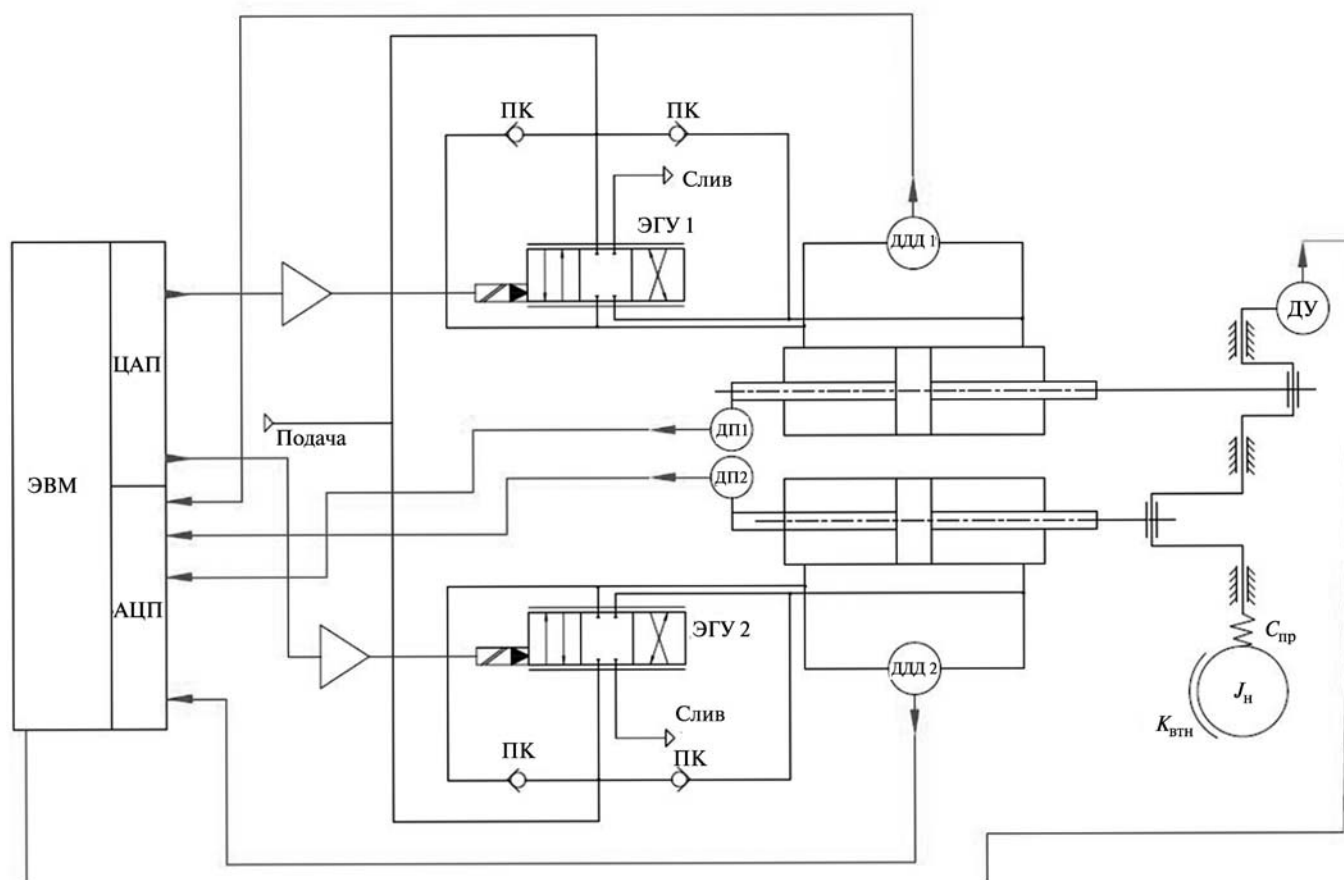 ПК
ПК
Слив
ЭГУ 1
ДДД 1
ДУ
ЦАП
Подача
ДП1
ЭВМ
ДП2
АЦП
ЭГУ 2
Cпр
ДДД 2
Jн
Слив
Kвтн
ПК
ПК